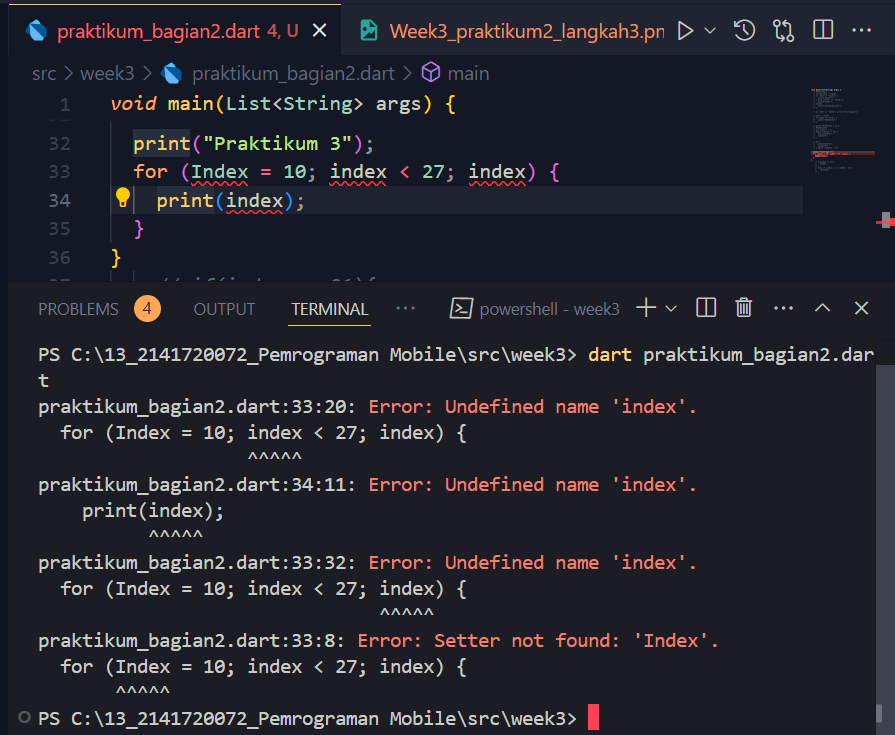 praktikum_bagian2.dart 4, U
Week3_praktikum2_langkah3.pn
src > week3 > praktikum_bagian2.dart > main
1 void main(List<String> args) {
32 print("Praktikum 3");
33 for (Index = 10; index < 27; index) {
34 print(index);
35 }
36 }
PROBLEMS 4 OUTPUT TERMINAL ··· powershell - week3
PS C:\13_2141720072_Pemrograman Mobile\src\week3> dart praktikum_bagian2.dar
t
praktikum_bagian2.dart:33:20: Error: Undefined name 'index'.
for (Index = 10; index < 27; index) {
^^^^^
praktikum_bagian2.dart:34:11: Error: Undefined name 'index'.
print(index);
^^^^^
praktikum_bagian2.dart:33:32: Error: Undefined name 'index'.
for (Index = 10; index < 27; index) {
^^^^^
praktikum_bagian2.dart:33:8: Error: Setter not found: 'Index'.
for (Index = 10; index < 27; index) {
^^^^^
PS C:\13_2141720072_Pemrograman Mobile\src\week3>